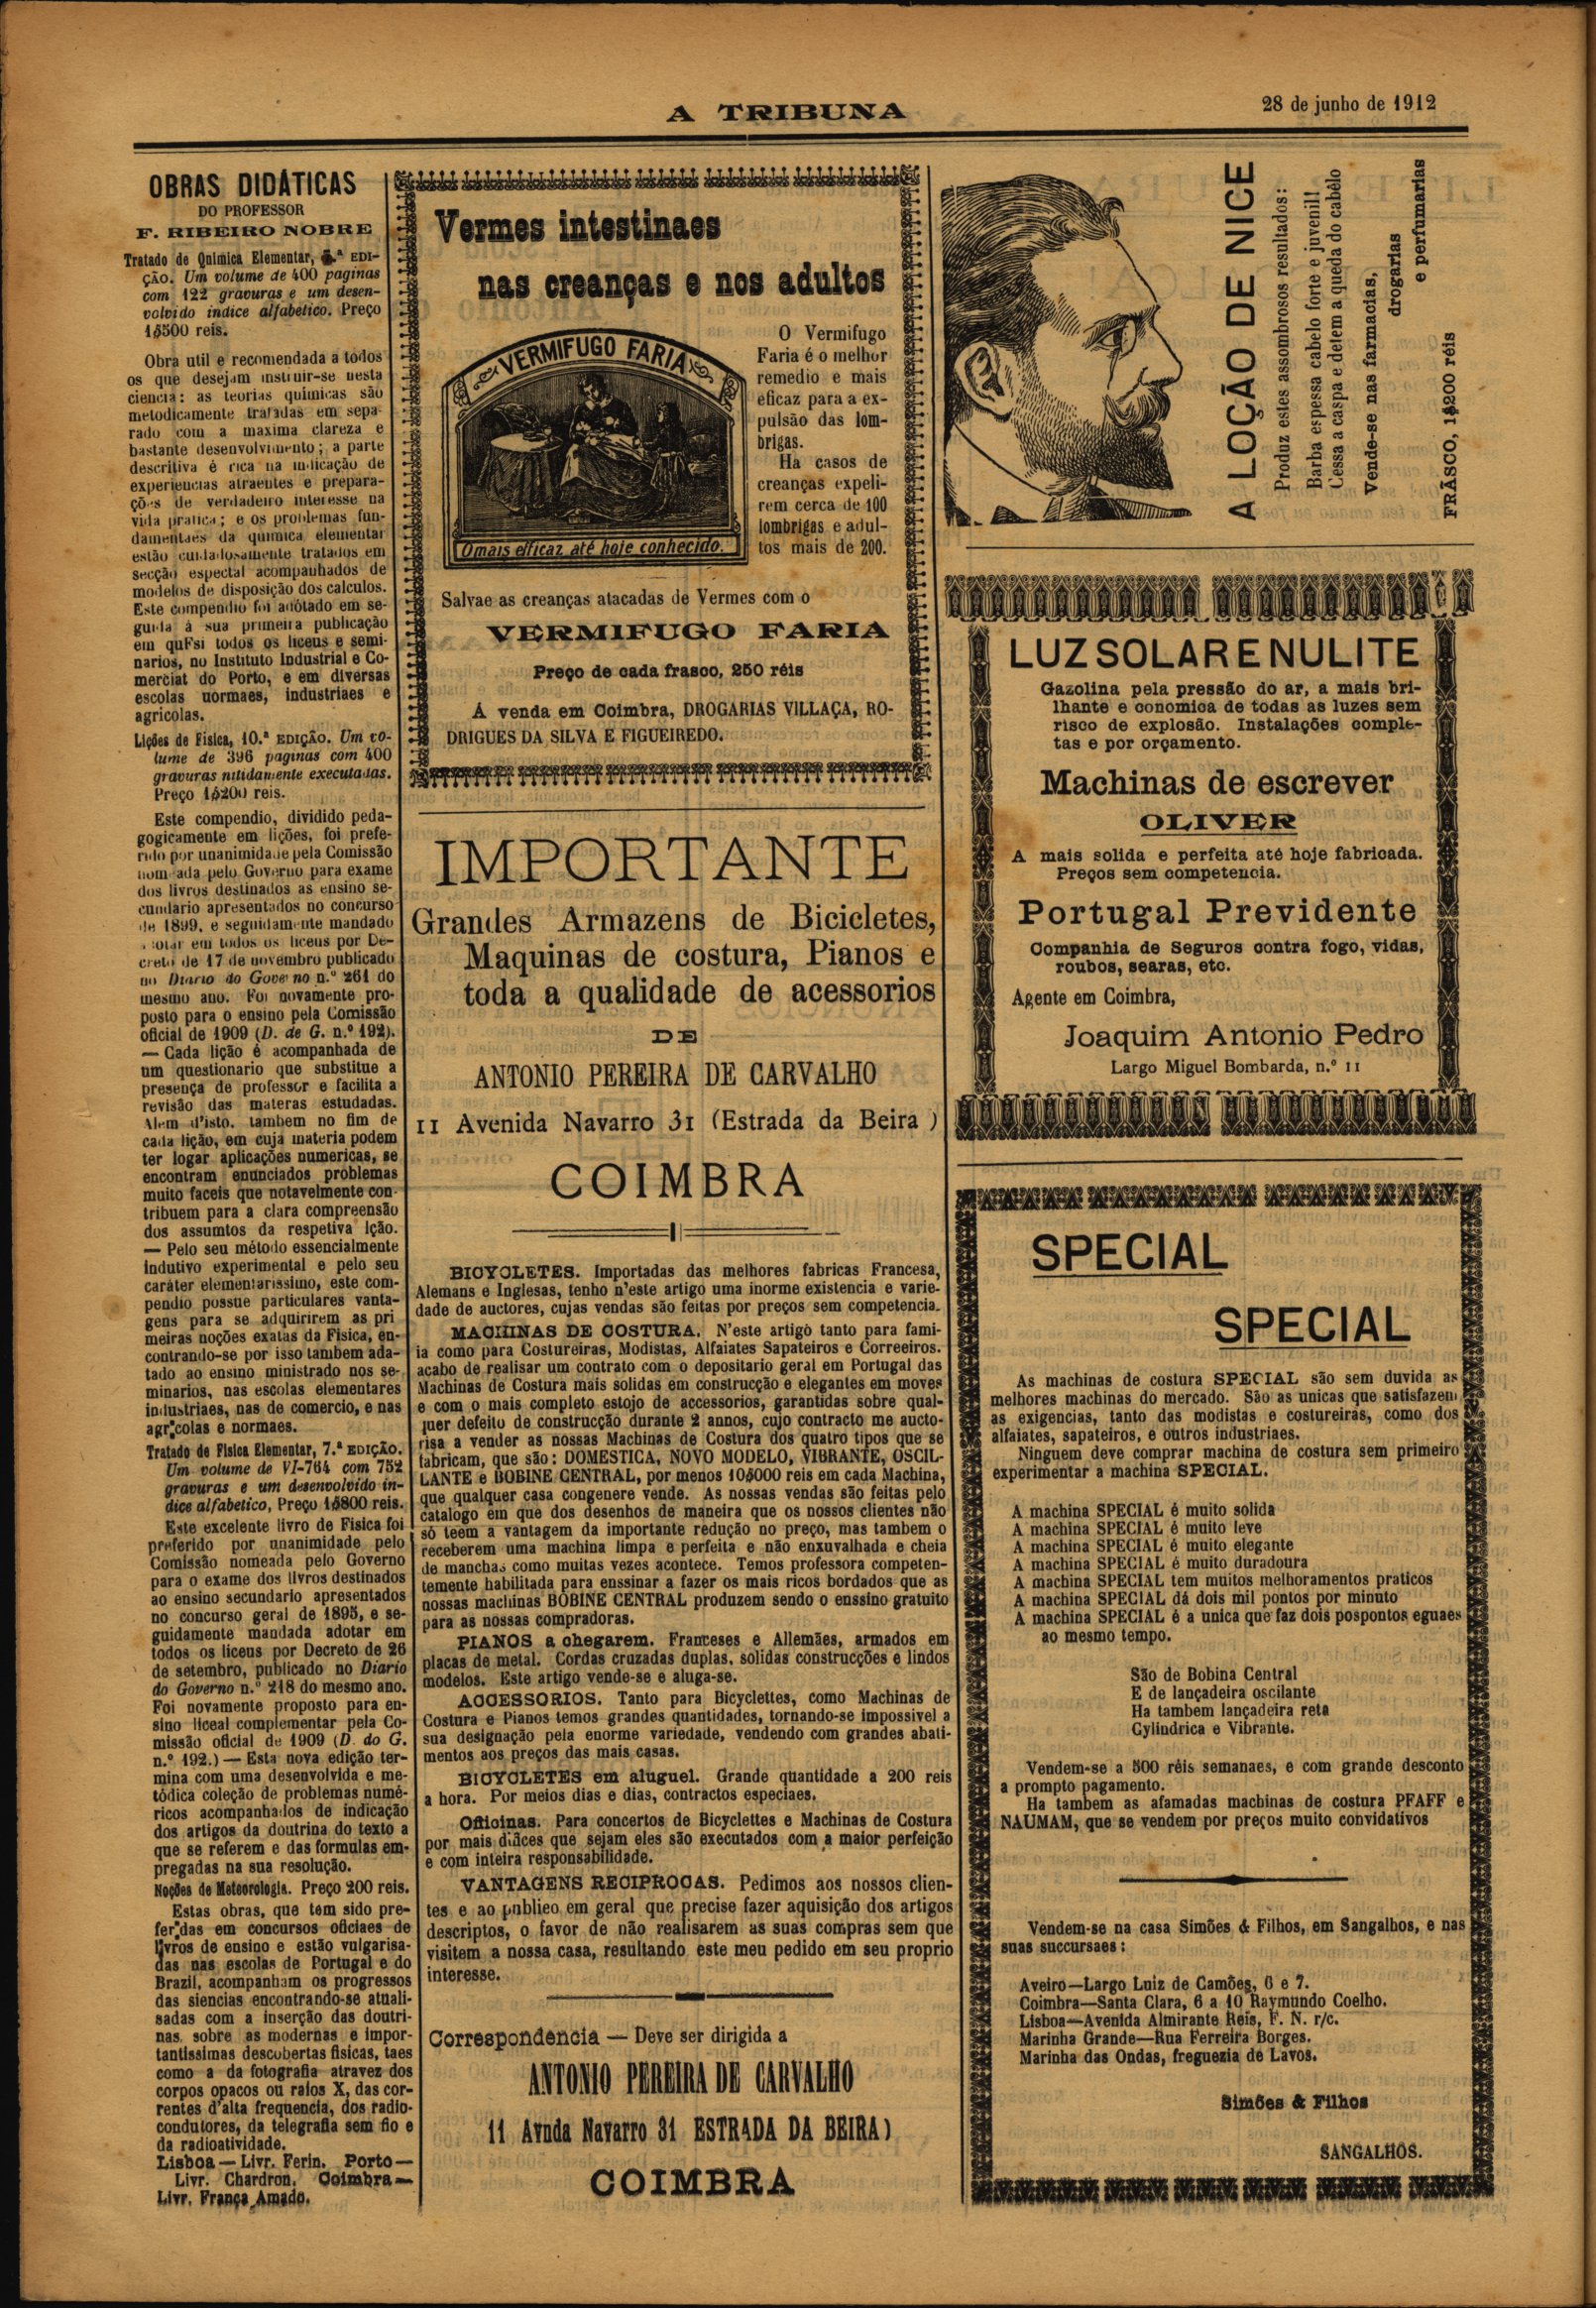 A TRIBUNA
28 de junho de 1912
OBRAS DIDÁTICAS
DO PROFESSOR
F. RIBEIRO NOBRE
Tratado de Quimica Elementar, .ª EDI-
ÇÃO. Um volume de 400 paginas
com 122 gravuras e um desen-
volvido indice alfabetico. Preço
1$500 reis.
Obra util e recomendada a todos
os que desejam instruir-se nesta
ciencia: as teorias quimicas são
metodicamente tratadas em sepa-
rado com a maxima clareza e
bastante desenvolvimento; a parte
descritiva é rica na indicação de
experiencias atraentes e prepara-
ções de verdadeiro interesse na
vida pratica; e os problemas fun-
damentaes da quimica elementar
estão cuidadosamente tratados em
secção espectal acompanhados de
modelos de disposição dos calculos.
Este compendio foi adótado em se-
guida á sua primeira publicação
em quFsi todos os liceus e semi-
narios, no Instituto Industrial e Co-
merciat do Porto, e em diversas
escolas normaes, industriaes e
agricolas.
Lições de Fisica, 10.ª EDIÇÃO. Um vo-
lume de 396 paginas com 400
gravuras nitidamente executadas.
Preço 1$200 reis.
Este compendio, dividido peda-
gogicamente em lições, foi prefe-
rido por unanimidade pela Comissão
nomeada pelo Governo para exame
dos livros destinados as ensino se-
cundario apresentados no concurso
de 1899, e seguidamente mandado
adotar em todos os liceus por De-
creto de 17 de novembro publicado
no Diario do Governo n.º 261 do
mesmo ano. Foi novamente pro-
posto para o ensino pela Comissão
oficial de 1909 (D. de G. n.º 192).
— Cada lição é acompanhada de
um questionario que substitue a
presença de professor e facilita a
revisão das materas estudadas.
Alem d'isto, tambem no fim de
cada lição, em cuja materia podem
ter logar aplicações numericas, se
encontram enunciados problemas
muito faceis que notavelmente con-
tribuem para a clara compreensão
dos assumtos da respetiva lção.
— Pelo seu método essencialmente
indutivo experimental e pelo seu
caráter elementarissimo, este com-
pendio possue particulares vanta-
gens para se adquirirem as pri
meiras noções exatas da Fisica, en-
contrando-se por isso tambem ada-
tado ao ensino ministrado nos se-
minarios, nas escolas elementares
industriaes, nas de comercio, e nas
agricolas e normaes.
Tratado de Fisica Elementar, 7.ª EDIÇÃO.
Um volume de VI-764 com 752
gravuras e um desenvolvido in-
dice alfabetico, Preço 1$800 reis.
Este excelente livro de Fisica foi
preferido por unanimidade pelo
Comissão nomeada pelo Governo
para o exame dos livros destinados
ao ensino secundario apresentados
no concurso geral de 1895, e se-
guidamente mandada adotar em
todos os liceus por Decreto de 26
de setembro, publicado no Diario
do Governo n.º 218 do mesmo ano.
Foi novamente proposto para en-
sino liceal complementar pela Co-
missão oficial de 1909 (D. do G.
n.º 192.) — Esta nova edição ter-
mina com uma desenvolvida e me-
tódica coleção de problemas numé-
ricos acompanhados de indicação
dos artigos da doutrina do texto a
que se referem e das formulas em-
pregadas na sua resolução.
Noções de Meteorologia. Preço 200 reis.
Estas obras, que tem sido pre-
feridas em concursos oficiaes de
livros de ensino e estão vulgarisa-
das nas escolas de Portugal e do
Brazil, acompanham os progressos
das siencias encontrando-se atuali-
sadas com a inserção das doutri-
nas sobre as modernas e impor-
tantissimas descobertas fisicas, taes
como a da fotografia atravez dos
corpos opacos ou raios X, das cor-
rentes d'alta frequencia, dos radio-
condutores, da telegrafia sem fio e
da radioatividade.
Lisboa — Livr. Ferin. Porto —
Livr. Chardron. Coimbra —
Livr. França Amado.
Vermes intestinaes
nas creanças e nos adultos
VERMIFUGO FARIA
O mais efficaz até hoje conhecido.
O Vermifugo
Faria é o melhor
remedio e mais
eficaz para a ex-
pulsão das lom-
brigas.
Ha casos de
creanças expeli-
rem cerca de 100
lombrigas e adul-
tos mais de 200.
Salvae as creanças atacadas de Vermes com o
VERMIFUGO FARIA
Preço de cada frasco, 250 réis
Á venda em Coimbra, DROGARIAS VILLAÇA, RO-
DRIGUES DA SILVA E FIGUEIREDO.
IMPORTANTE
Grandes Armazens de Bicicletes,
Maquinas de costura, Pianos e
toda a qualidade de acessorios
DE
ANTONIO PEREIRA DE CARVALHO
11 Avenida Navarro 31 (Estrada da Beira )
COIMBRA
BICYCLETES. Importadas das melhores fabricas Francesa,
Alemans e Inglesas, tenho n'este artigo uma inorme existencia e varie-
dade de auctores, cujas vendas são feitas por preços sem competencia.
MACHINAS DE COSTURA. N'este artigo tanto para fami-
ia como para Costureiras, Modistas, Alfaiates Sapateiros e Correeiros.
acabo de realisar um contrato com o depositario geral em Portugal das
Machinas de Costura mais solidas em construcção e elegantes em moves
e com o mais completo estojo de accessorios, garantidas sobre qual-
quer defeito de construcção durante 2 annos, cujo contracto me aucto-
risa a vender as nossas Machinas de Costura dos quatro tipos que se
fabricam, que são: DOMESTICA, NOVO MODELO, VIBRANTE, OSCIL-
LANTE e BOBINE CENTRAL, por menos 10$000 reis em cada Machina,
que qualquer casa congenere vende. As nossas vendas são feitas pelo
catalogo em que dos desenhos de maneira que os nossos clientes não
só teem a vantagem da importante redução no preço, mas tambem o
receberem uma machina limpa e perfeita e não enxuvalhada e cheia
de manchas como muitas vezes acontece. Temos professora competen-
temente habilitada para enssinar a fazer os mais ricos bordados que as
nossas machinas BOBINE CENTRAL produzem sendo o enssino gratuito
para as nossas compradoras.
PIANOS a chegarem. Franceses e Allemães, armados em
placas de metal. Cordas cruzadas duplas, solidas construcções e lindos
modelos. Este artigo vende-se e aluga-se.
ACCESSORIOS. Tanto para Bicyclettes, como Machinas de
Costura e Pianos temos grandes quantidades, tornando-se impossivel a
sua designação pela enorme variedade, vendendo com grandes abati-
mentos aos preços das mais casas.
BICYCLETES em aluguel. Grande quantidade a 200 reis
a hora. Por meios dias e dias, contractos especiaes.
Officinas. Para concertos de Bicyclettes e Machinas de Costura
por mais difices que sejam eles são executados com a maior perfeição
e com inteira responsabilidade.
VANTAGENS RECIPROCAS. Pedimos aos nossos clien-
tes e ao publieo em geral que precise fazer aquisição dos artigos
descriptos, o favor de não realisarem as suas compras sem que
visitem a nossa casa, resultando este meu pedido em seu proprio
interesse.
Correspondencia — Deve ser dirigida a
ANTONIO PEREIRA DE CARVALHO
11 Avnda Navarro 31 ESTRADA DA BEIRA)
COIMBRA
A LOÇÃO DE NICE
Produz estes assombrosos resultados:
Barba espessa cabelo forte e juvenil!
Cessa a caspa e detem a queda do cabêlo
Vende-se nas farmacias,
drogarias
e perfumarias
FRÂSCO, 1$200 réis
LUZ SOLAR E NULITE
Gazolina pela pressão do ar, a mais bri-
lhante e conomica de todas as luzes sem
risco de explosão. Instalações comple-
tas e por orçamento.
Machinas de escrever
OLIVER
A mais solida e perfeita até hoje fabricada.
Preços sem competencia.
Portugal Previdente
Companhia de Seguros contra fogo, vidas,
roubos, searas, etc.
Agente em Coimbra,
Joaquim Antonio Pedro
Largo Miguel Bombarda, n.º 11
SPECIAL
SPECIAL
As machinas de costura SPECIAL são sem duvida as
melhores machinas do mercado. São as unicas que satisfazem
as exigencias, tanto das modistas e costureiras, como dos
alfaiates, sapateiros, e outros industriaes.
Ninguem deve comprar machina de costura sem primeiro
experimentar a machina SPECIAL.
A machina SPECIAL é muito solida
A machina SPECIAL é muito leve
A machina SPECIAL é muito elegante
A machina SPECIAL é muito duradoura
A machina SPECIAL tem muitos melhoramentos praticos
A machina SPECIAL dá dois mil pontos por minuto
A machina SPECIAL é a unica que faz dois pospontos eguaes
ao mesmo tempo.
São de Bobina Central
E de lançadeira oscilante
Ha tambem lançadeira reta
Cylindrica e Vibrante.
Vendem-se a 500 réis semanaes, e com grande desconto
a prompto pagamento.
Ha tambem as afamadas machinas de costura PFAFF e
NAUMAM, que se vendem por preços muito convidativos
Vendem-se na casa Simões & Filhos, em Sangalhos, e nas
suas succursaes:
Aveiro—Largo Luiz de Camões, 6 e 7.
Coimbra—Santa Clara, 6 a 10 Raymundo Coelho.
Lisboa—Avenida Almirante Reis, F. N. r/c.
Marinha Grande—Rua Ferreira Borges.
Marinha das Ondas, freguezia de Lavos.
Simões & Filhos
SANGALHOS.